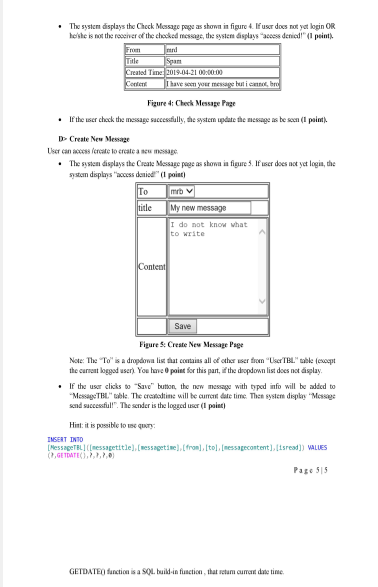 • The system displays the Check Message page as shown in figure 4. If user does not yet login OR
he/she is not the receiver of the checked message, the system displays "access denied!" (1 point).
From mrd
Title Spam
Created Time: 2019-04-21 00:00:00
Content I have seen your message but i cannot, bro
Figure 4: Check Message Page
• If the user check the message successfully, the system update the message as be seen (1 point).
D> Create New Message
User can access /create to create a new message.
• The system displays the Create Message page as shown in figure 5. If user does not yet login, the
system displays "access denied!" (1 point)
To mrb
title My new message
Content I do not know what
to write
Save
Figure 5: Create New Message Page
Note: The "To" is a dropdown list that contains all of other user from "UserTBL" table (except
the current logged user). You have 0 point for this part, if the dropdown list does not display.
• If the user clicks to "Save" button, the new message with typed info will be added to
"MessageTBL" table. The createdtime will be current date time. Then system display "Message
send successful!". The sender is the logged user (1 point)
Hint: it is possible to use query:
INSERT INTO
[MessageTBL]([messagetitle],[messagetime],[from],[to],[messagecontent],[isread]) VALUES
(?,GETDATE(),?,?,?,0)
Page 5|5
GETDATE() function is a SQL build-in function , that return current date time.